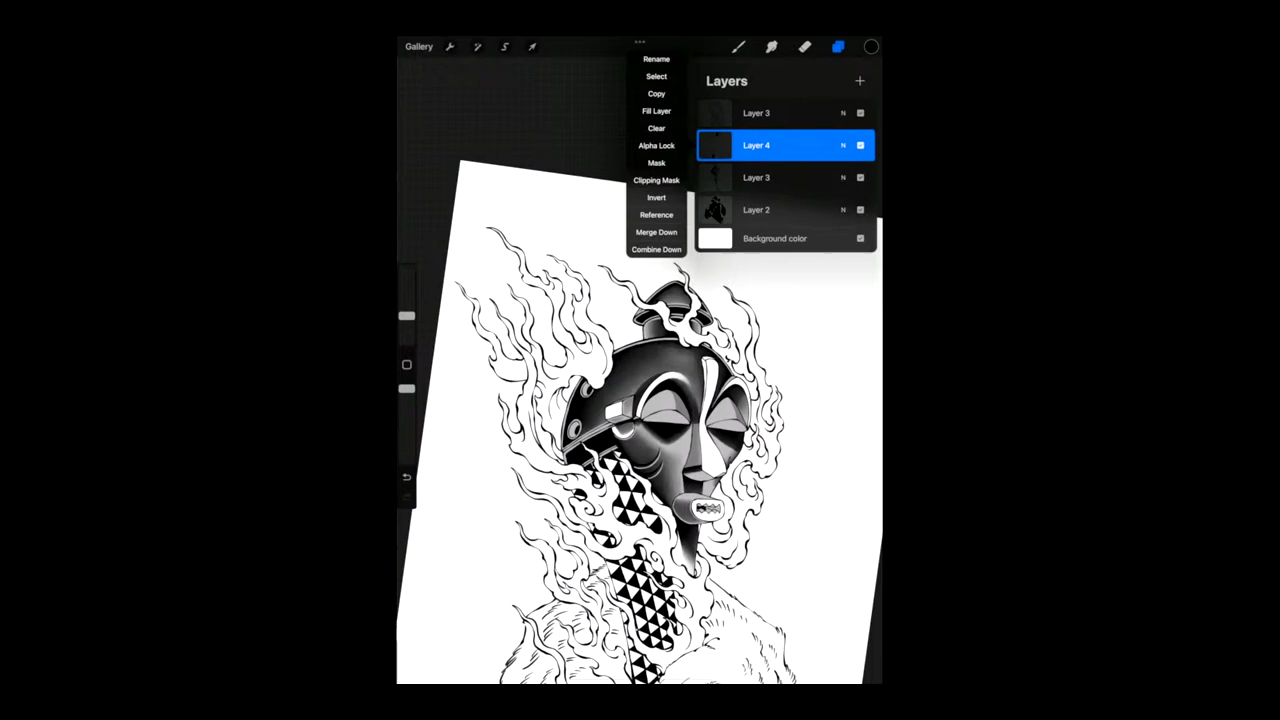 Gallery
Rename
Select
Copy
Fill Layer
Clear
Alpha Lock
Mask
Clipping Mask
Invert
Reference
Merge Down
Combine Down
Layers
Layer 3 N
Layer 4 N
Layer 3 N
Layer 2 N
Background color